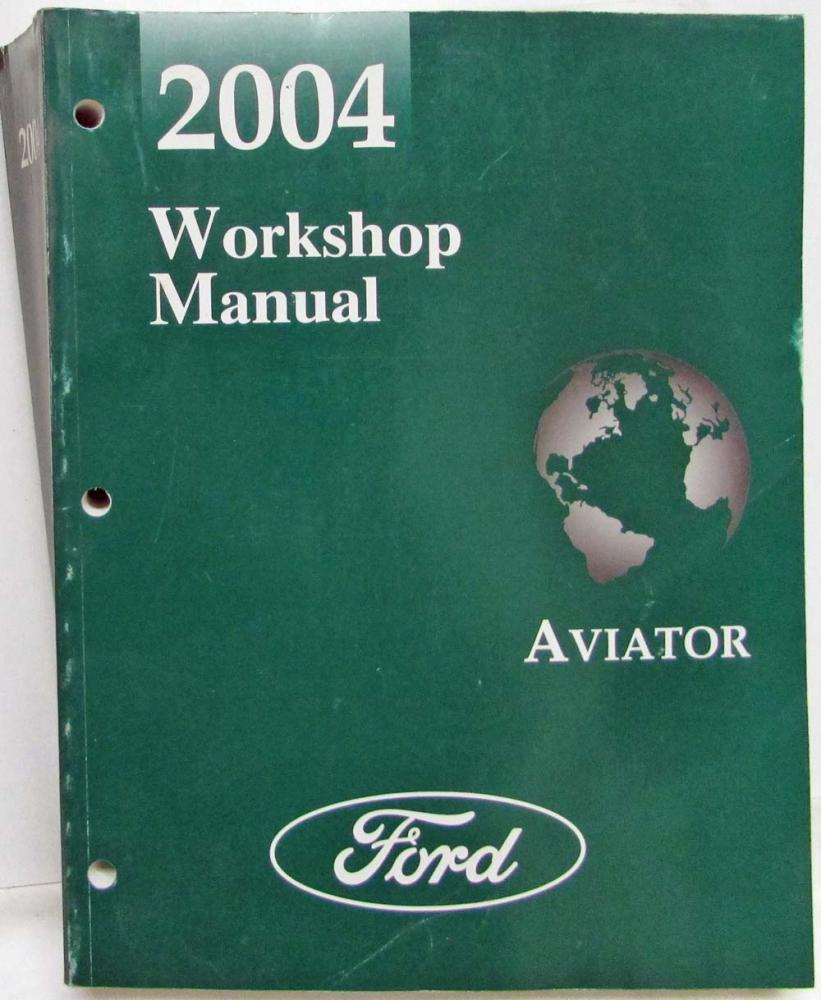 2004
Workshop
Manual
AVIATOR
Ford